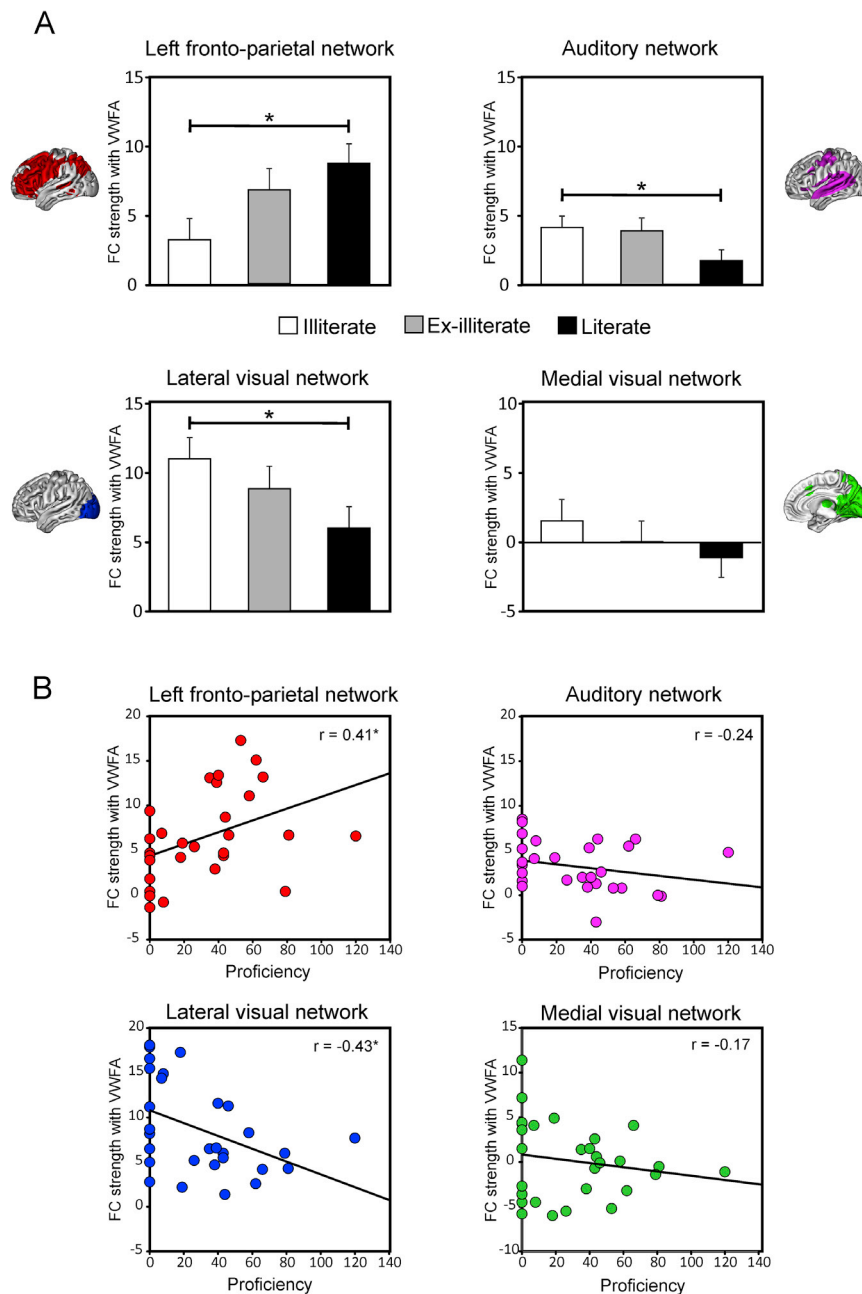 A
Left fronto-parietal network
Auditory network
FC strength with VWFA
15
10
5
0
*
FC strength with VWFA
15
10
5
0
*
Illiterate Ex-illiterate Literate
Lateral visual network
Medial visual network
FC strength with VWFA
15
10
5
0
*
FC strength with VWFA
10
5
0
-5
B
Left fronto-parietal network
Auditory network
FC strength with VWFA
20
15
10
5
0
-5
r = 0.41*
0 20 40 60 80 100 120 140
Proficiency
FC strength with VWFA
20
15
10
5
0
-5
r = -0.24
0 20 40 60 80 100 120 140
Proficiency
Lateral visual network
Medial visual network
FC strength with VWFA
20
15
10
5
0
-5
r = -0.43*
0 20 40 60 80 100 120 140
Proficiency
FC strength with VWFA
15
10
5
0
-5
-10
r = -0.17
0 20 40 60 80 100 120 140
Proficiency